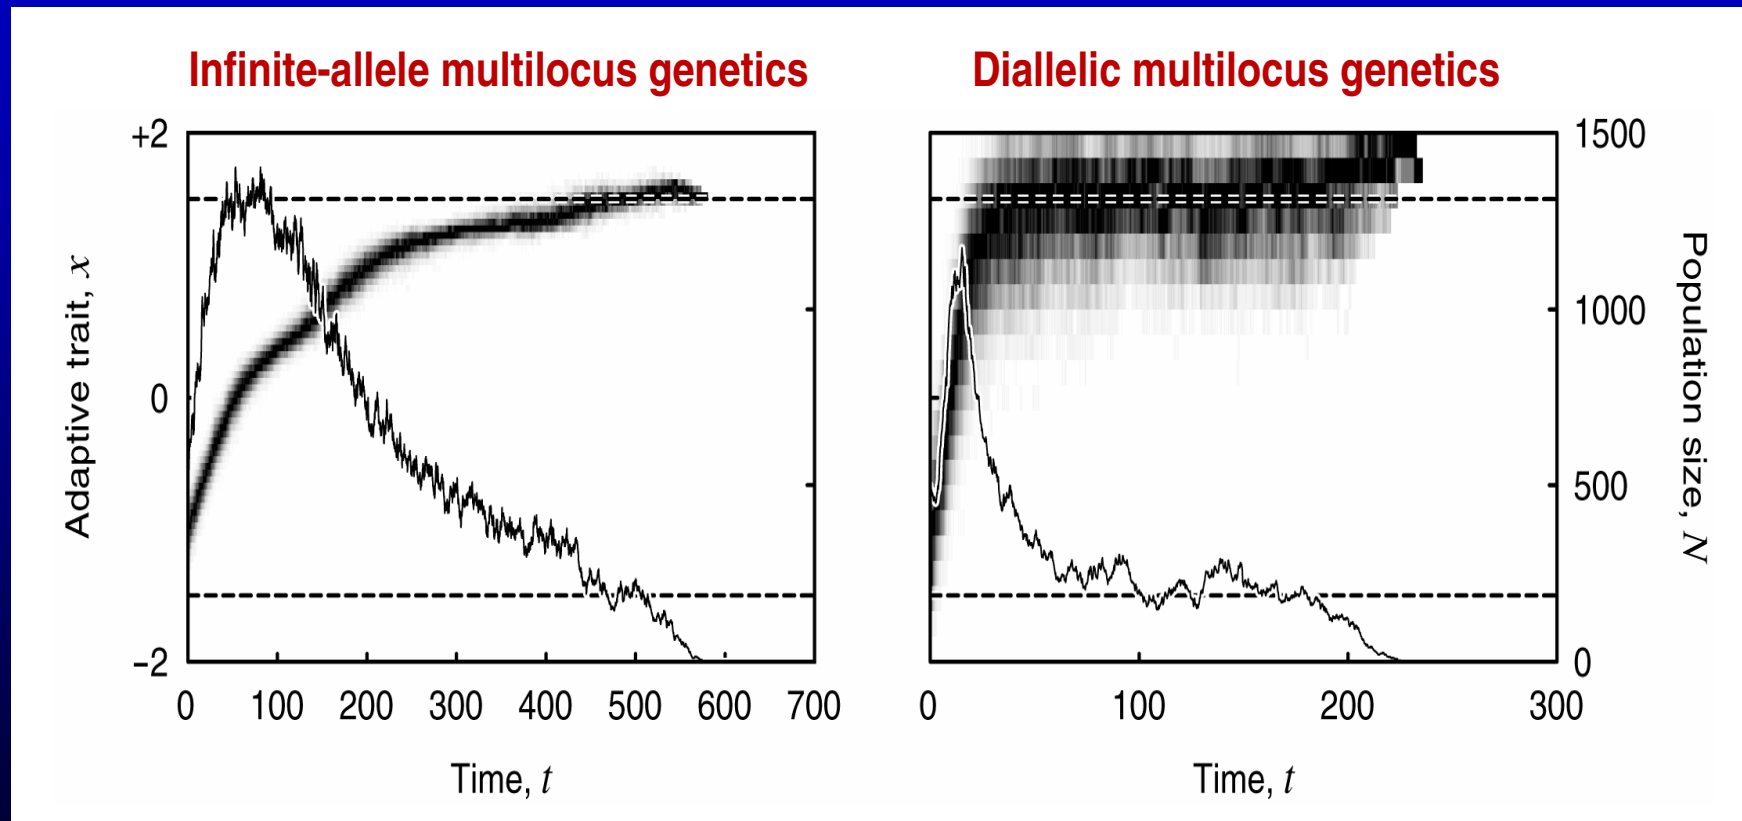 Infinite-allele multilocus genetics
Diallelic multilocus genetics
+2
0
−2
Adaptive trait, x
0 100 200 300 400 500 600 700
Time, t
1500
1000
500
0
Population size, N
0 100 200 300
Time, t